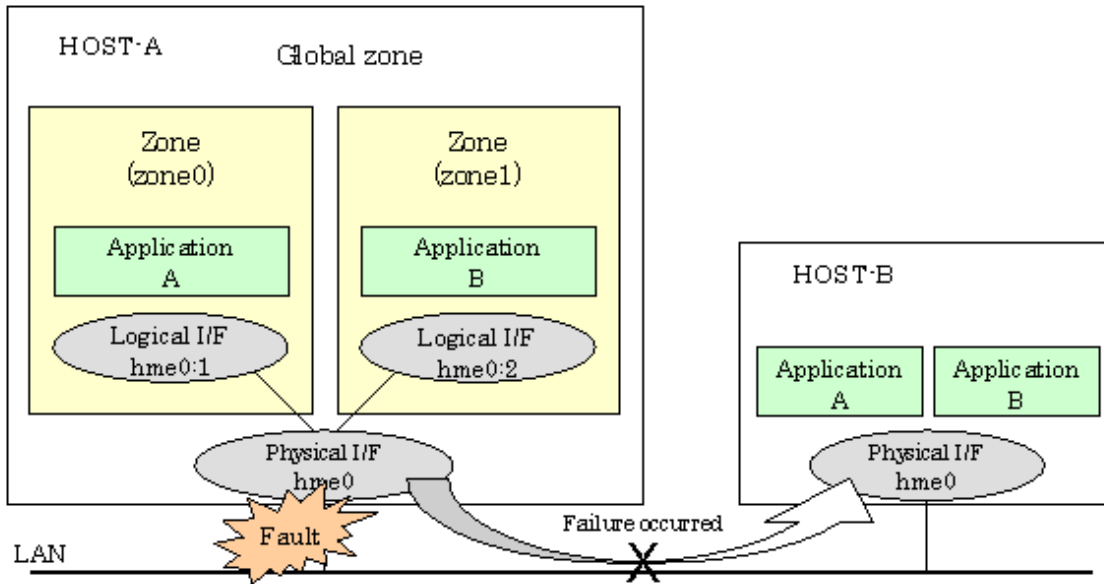 HOST-A
Global zone
Zone
(zone0)
Zone
(zone1)
Application
A
Application
B
Logical I/F
hme0:1
Logical I/F
hme0:2
Physical I/F
hme0
HOST-B
Application
A
Application
B
Physical I/F
hme0
Fault
Failure occurred
LAN